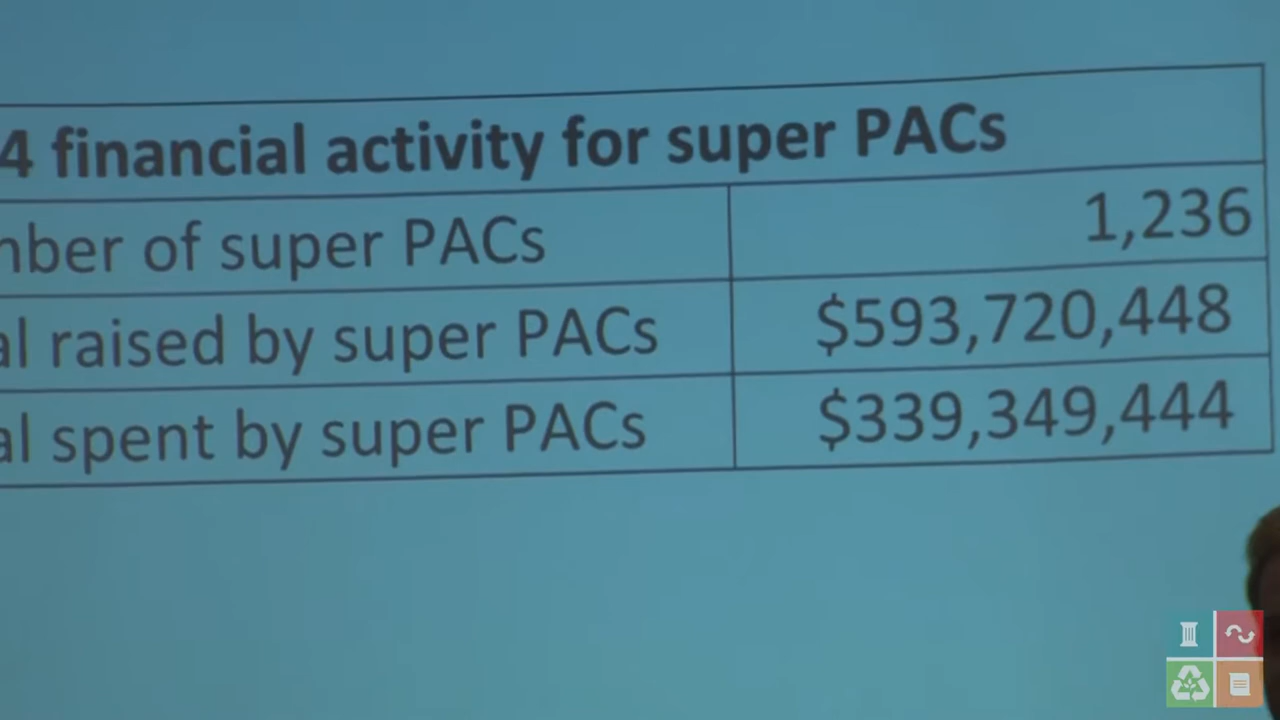 4 financial activity for super PACs
mber of super PACs 1,236
al raised by super PACs $593,720,448
al spent by super PACs $339,349,444